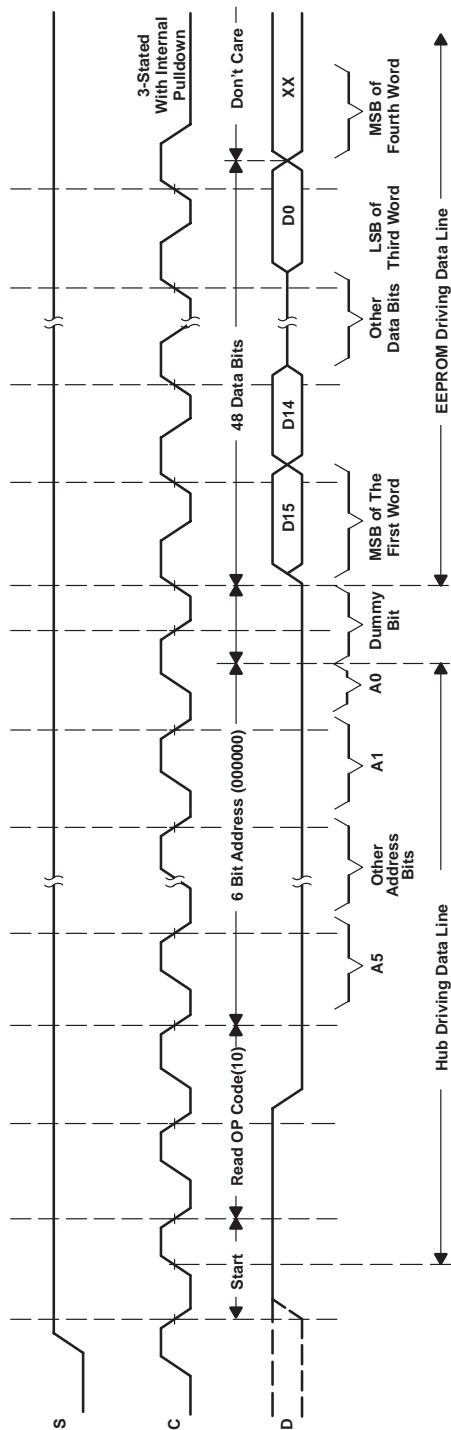 S
C
D
3-Stated
With Internal
Pulldown
Start
Read OP Code(10)
6 Bit Address (000000)
48 Data Bits
Don't Care
D15
D14
D0
XX
A5
Other
Address
Bits
A1
A0
Dummy
Bit
MSB of The
First Word
Other
Data Bits
LSB of
Third Word
MSB of
Fourth Word
Hub Driving Data Line
EEPROM Driving Data Line